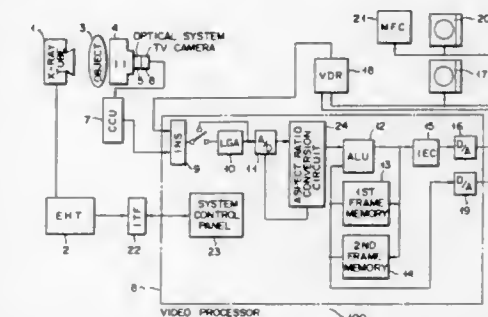 1
X-RAY
TUBE
3
OBJECT
4
OPTICAL SYSTEM
TV CAMERA
5
6
21
MFC
20
VDR
18
17
7
CCU
INS
9
LGA
10
A/D
11
24
ASPECT RATIO
CONVERSION
CIRCUIT
12
ALU
15
IEC
16
D/A
13
1ST
FRAME
MEMORY
D/A
19
EHT
2
ITF
22
SYSTEM
CONTROL
PANEL
23
2ND
FRAME
MEMORY
14
8
VIDEO PROCESSOR
100